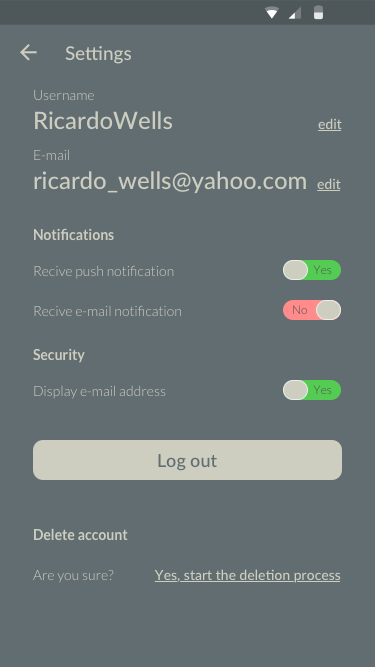 Settings
Username
RicardoWells edit
E-mail
ricardo_wells@yahoo.com edit
Notifications
Recive push notification Yes
Recive e-mail notification No
Security
Display e-mail address Yes
Log out
Delete account
Are you sure? Yes, start the deletion process